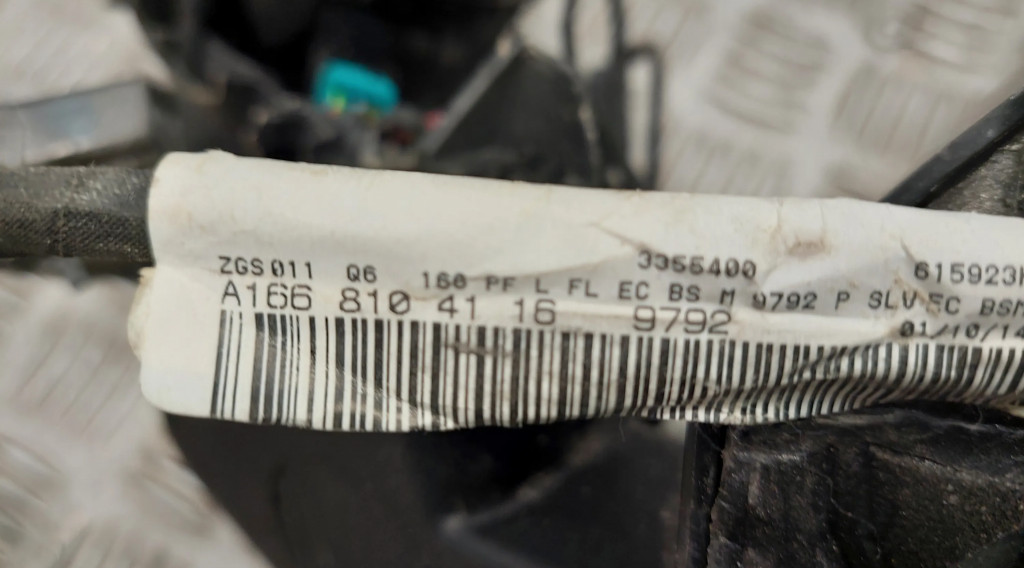 ZGS 011 Q6 3355400 615923H
160 PF L FL EC BS M 9792 P SLV EC BSM
A166 810 41 16 9792 01/10/14